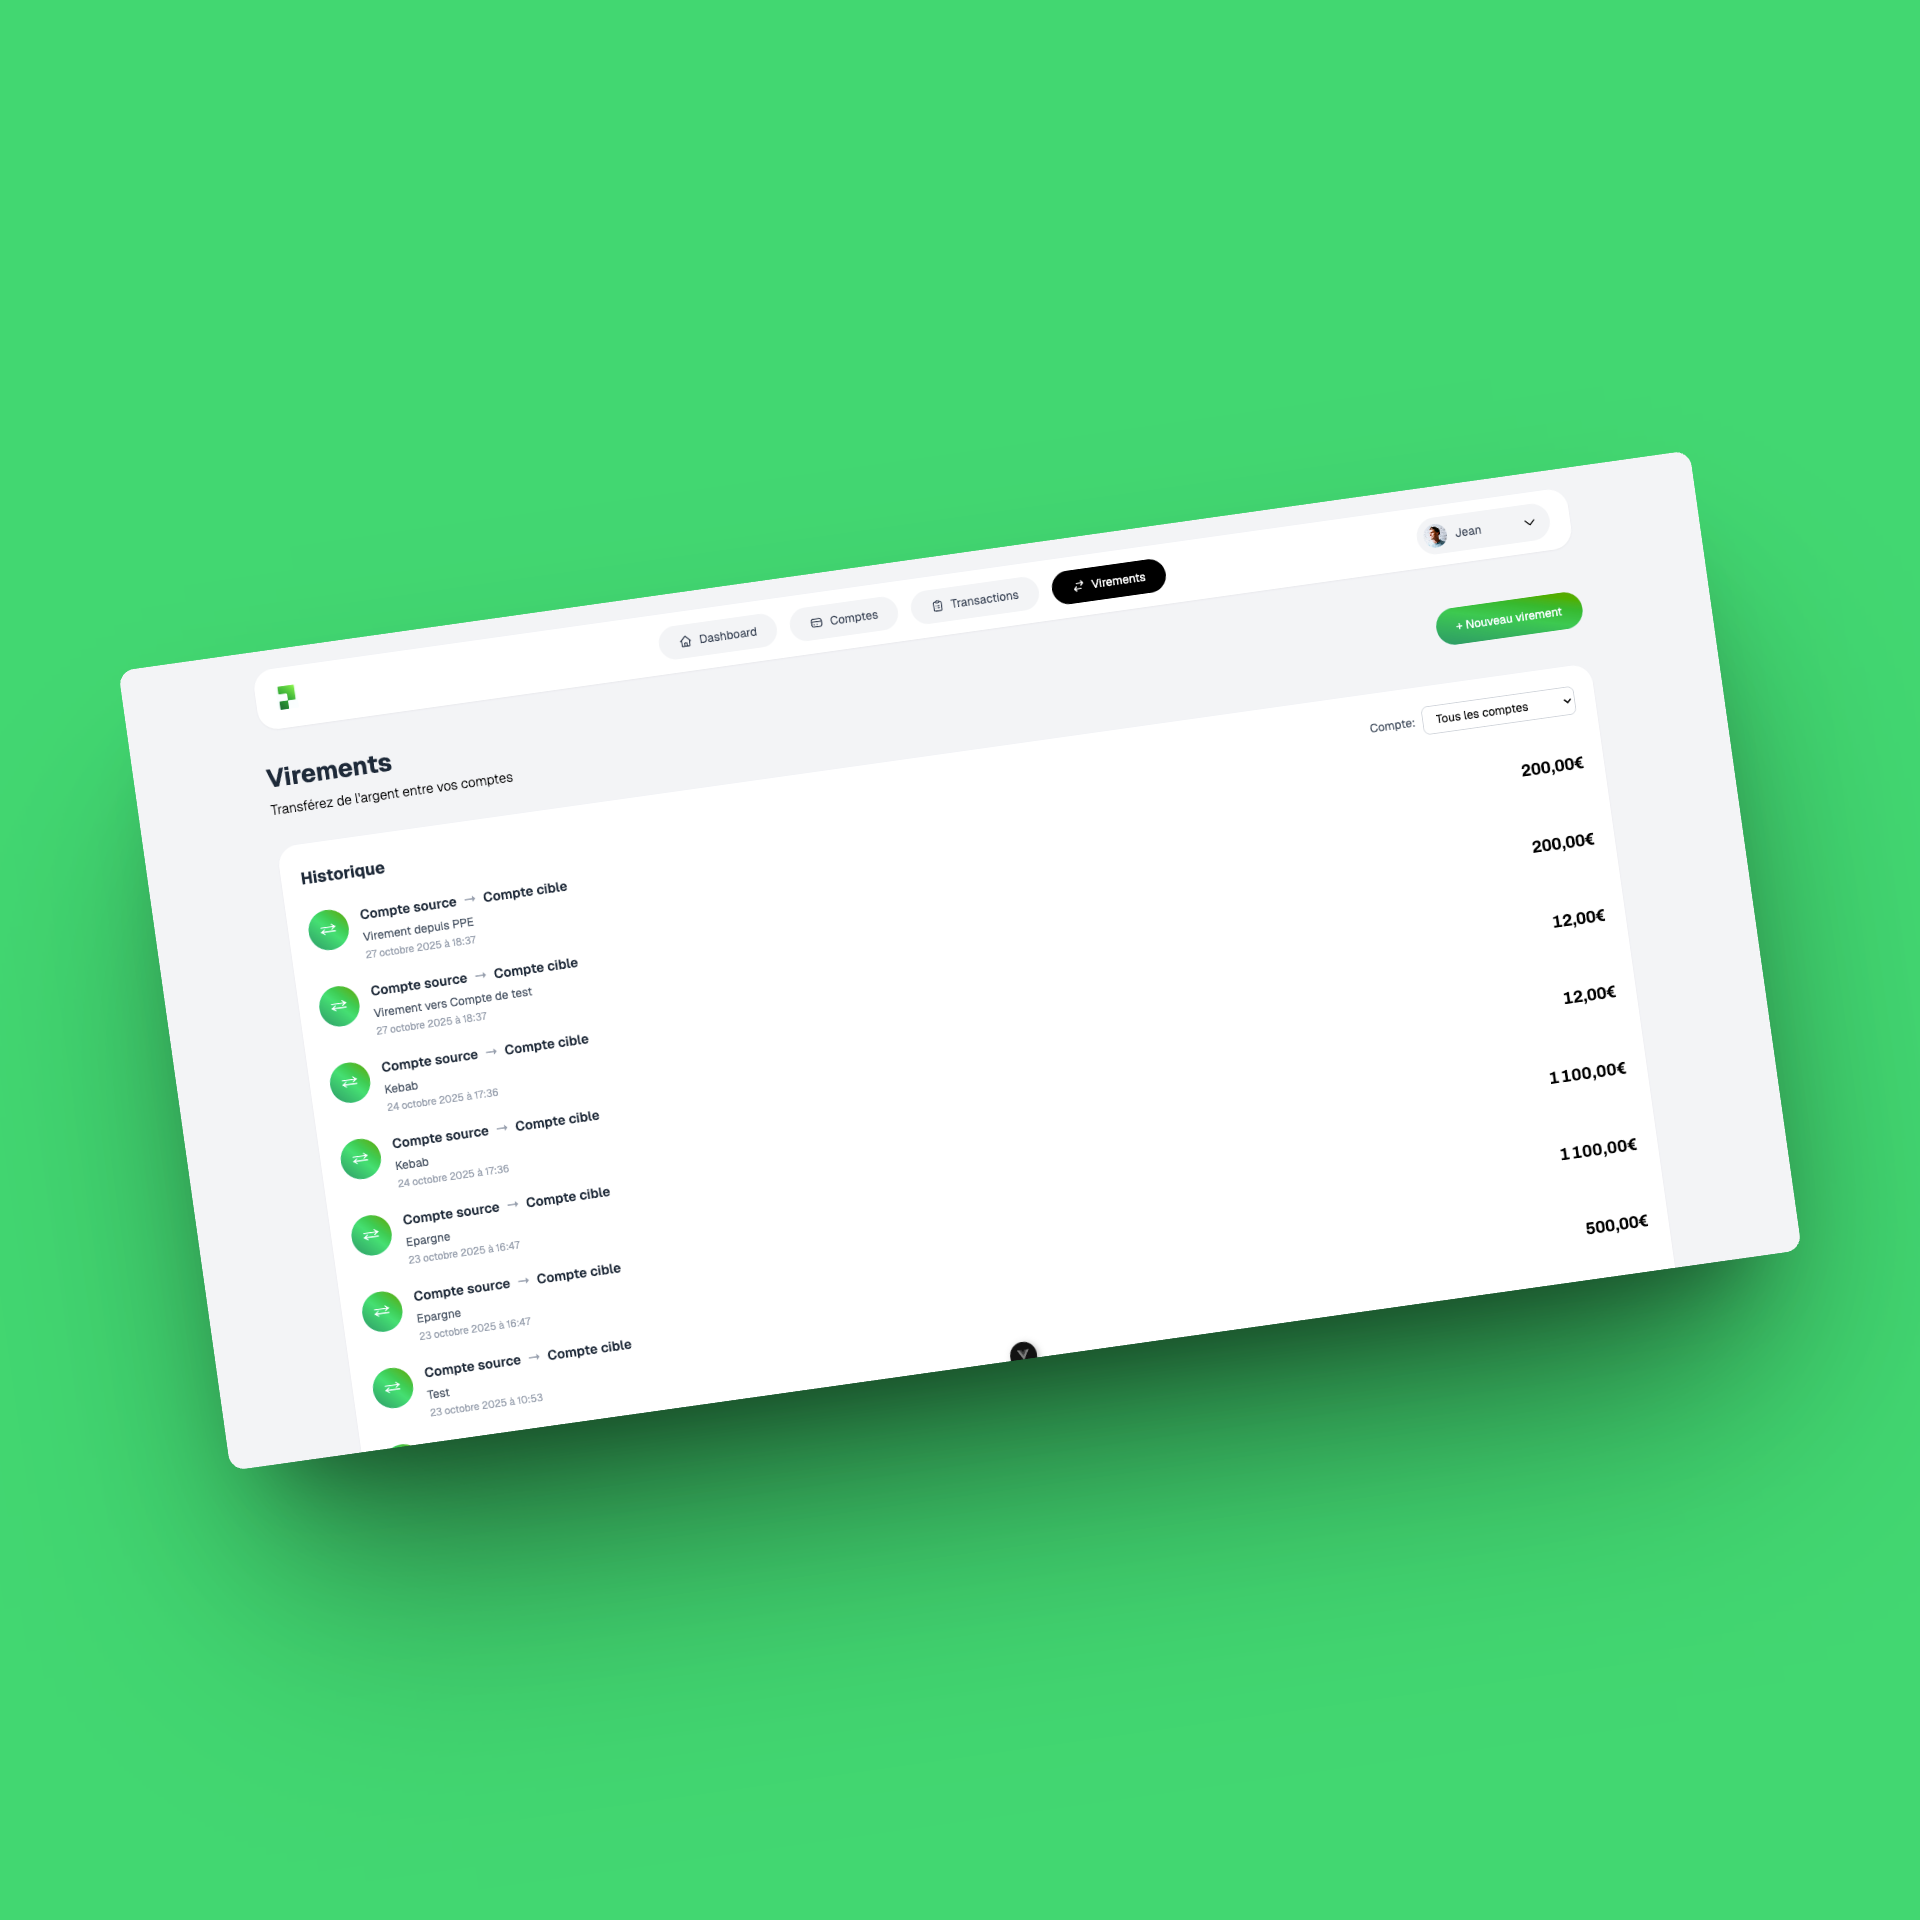 Dashboard
Comptes
Transactions
Virements
Jean
Virements
Transférez de l'argent entre vos comptes
+ Nouveau virement
Historique
Compte: Tous les comptes
Compte source → Compte cible
Virement depuis PPE
27 octobre 2025 à 18:37
200,00€
Compte source → Compte cible
Virement vers Compte de test
27 octobre 2025 à 18:37
200,00€
Compte source → Compte cible
Kebab
24 octobre 2025 à 17:36
12,00€
Compte source → Compte cible
Kebab
24 octobre 2025 à 17:36
12,00€
Compte source → Compte cible
Epargne
23 octobre 2025 à 16:47
1 100,00€
Compte source → Compte cible
Epargne
23 octobre 2025 à 16:47
1 100,00€
Compte source → Compte cible
Test
23 octobre 2025 à 10:53
500,00€